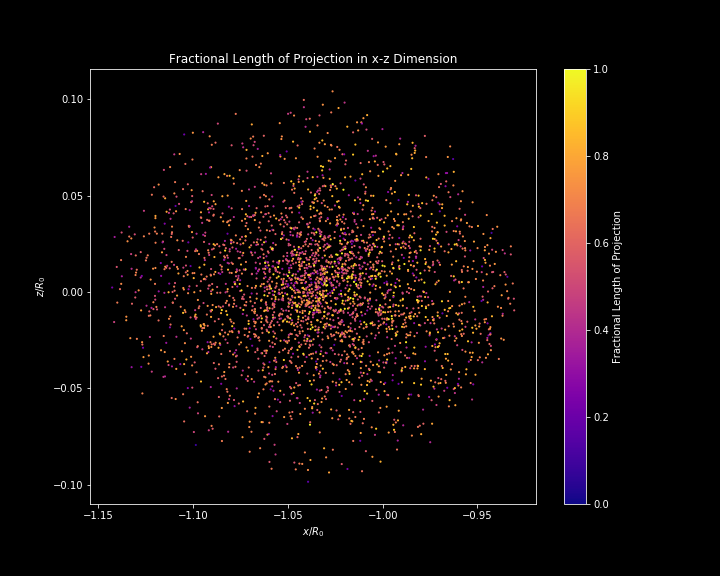 Fractional Length of Projection in x-z Dimension
1.0
0.10
0.8
0.05
Fractional Length of Projection
0.6
z/R₀
0.00
0.4
−0.05
0.2
−0.10
0.0
−1.15 −1.10 −1.05 −1.00 −0.95
x/R₀